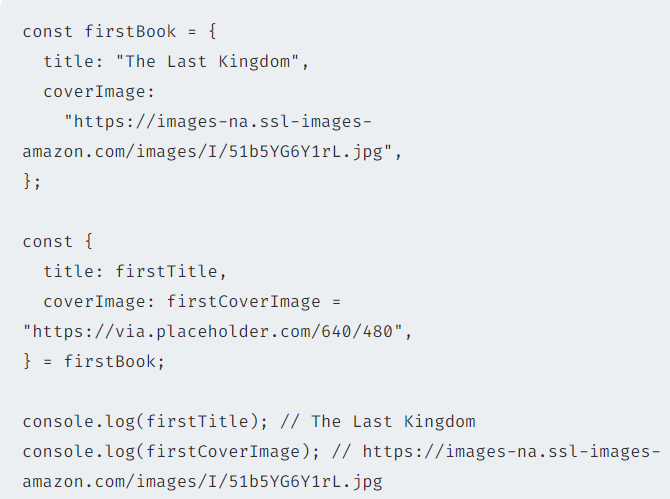 const firstBook = {
  title: "The Last Kingdom",
  coverImage:
    "https://images-na.ssl-images-
amazon.com/images/I/51b5YG6Y1rL.jpg",
};

const {
  title: firstTitle,
  coverImage: firstCoverImage =
"https://via.placeholder.com/640/480",
} = firstBook;

console.log(firstTitle); // The Last Kingdom
console.log(firstCoverImage); // https://images-na.ssl-images-
amazon.com/images/I/51b5YG6Y1rL.jpg